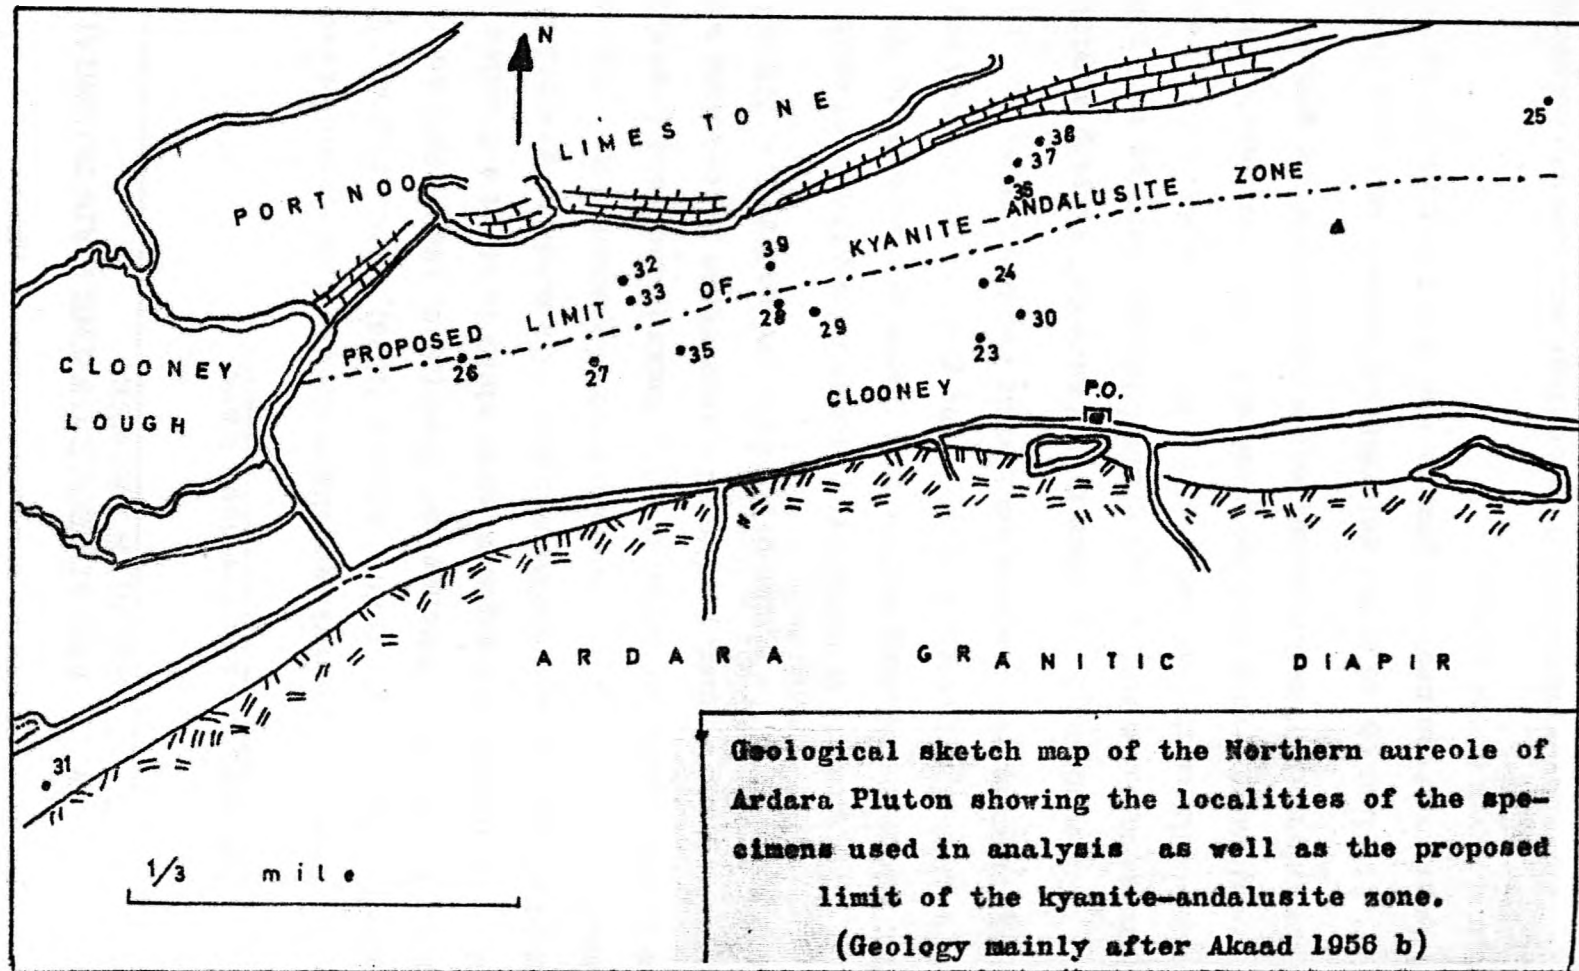 N
PORTNOO LIMESTONE
25
38
37
36
PROPOSED LIMIT OF KYANITE-ANDALUSITE ZONE
39
32
33
24
28
29
30
35
23
26
27
CLOONEY
LOUGH
CLOONEY
P.O.
ARDARA GRANITIC DIAPIR
31
1/3 mile
Geological sketch map of the Northern aureole of
Ardara Pluton showing the localities of the spe-
cimens used in analysis as well as the proposed
limit of the kyanite-andalusite zone.
(Geology mainly after Akaad 1956 b)